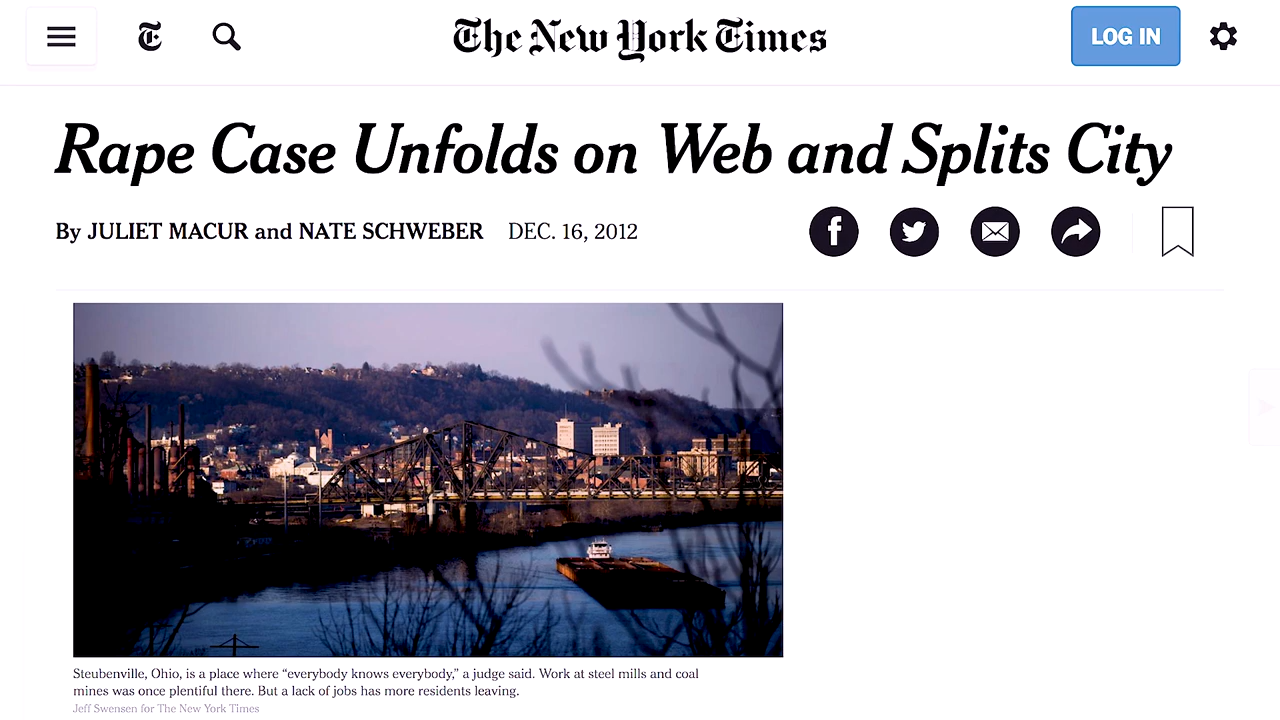 The New York Times
LOG IN
Rape Case Unfolds on Web and Splits City
By JULIET MACUR and NATE SCHWEBER DEC. 16, 2012
Steubenville, Ohio, is a place where “everybody knows everybody,” a judge said. Work at steel mills and coal
mines was once plentiful there. But a lack of jobs has more residents leaving.
Jeff Swensen for The New York Times